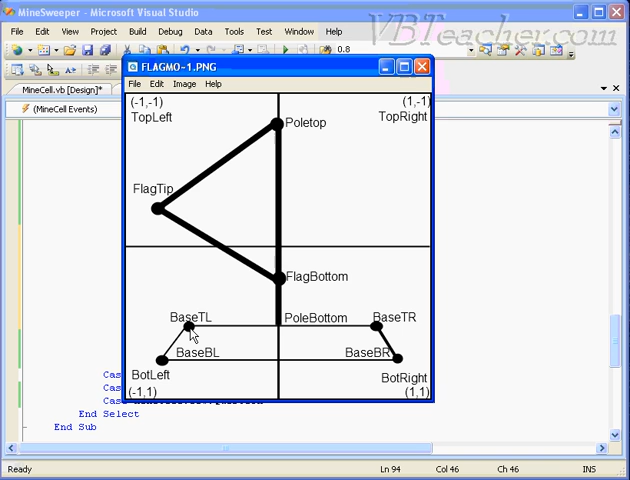 MineSweeper - Microsoft Visual Studio
VBTeacher.com
File Edit View Project Build Debug Data Tools Test Window Help
0.8
MineCell.vb [Design]*
(MineCell Events)
FLAGMO~1.PNG
File Edit Image Help
(-1,-1)
TopLeft
(1,-1)
TopRight
Poletop
FlagTip
FlagBottom
BaseTL
PoleBottom
BaseTR
BaseBL
BaseBR
BotLeft
(-1,1)
BotRight
(1,1)
Cas
Cas
Cas
End Select
End Sub
Ready
Ln 94
Col 46
Ch 46
INS